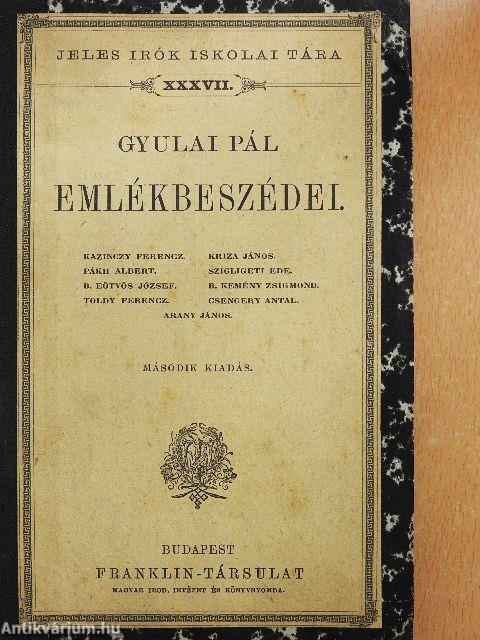 JELES IRÓK ISKOLAI TÁRA
XXXVII.
GYULAI PÁL
EMLÉKBESZÉDEI.
KAZINCZY FERENCZ. KRIZA JÁNOS.
PÁKH ALBERT. SZIGLIGETI EDE.
B. EÖTVÖS JÓZSEF. B. KEMÉNY ZSIGMOND.
TOLDY FERENCZ. CSENGERY ANTAL.
ARANY JÁNOS.
MÁSODIK KIADÁS.
BUDAPEST
FRANKLIN-TÁRSULAT
MAGYAR IROD. INTÉZET ÉS KÖNYVNYOMDA.
Antikvárium.hu